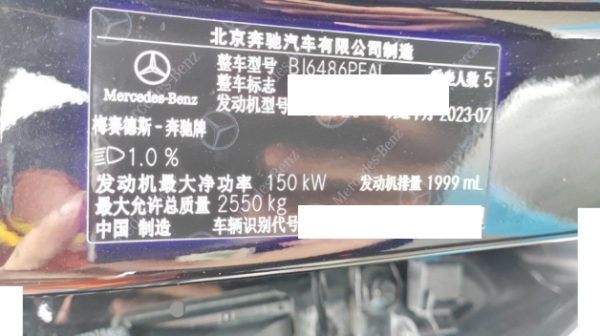 北京奔驰汽车有限公司制造
整车型号 BJ6486PEAL 乘坐人数 5
整车标志
Mercedes-Benz
发动机型号 2023-07
梅赛德斯-奔驰牌
1.0 %
发动机最大净功率 150 kW 发动机排量 1999 mL
最大允许总质量 2550 kg
中国 制造 车辆识别代号